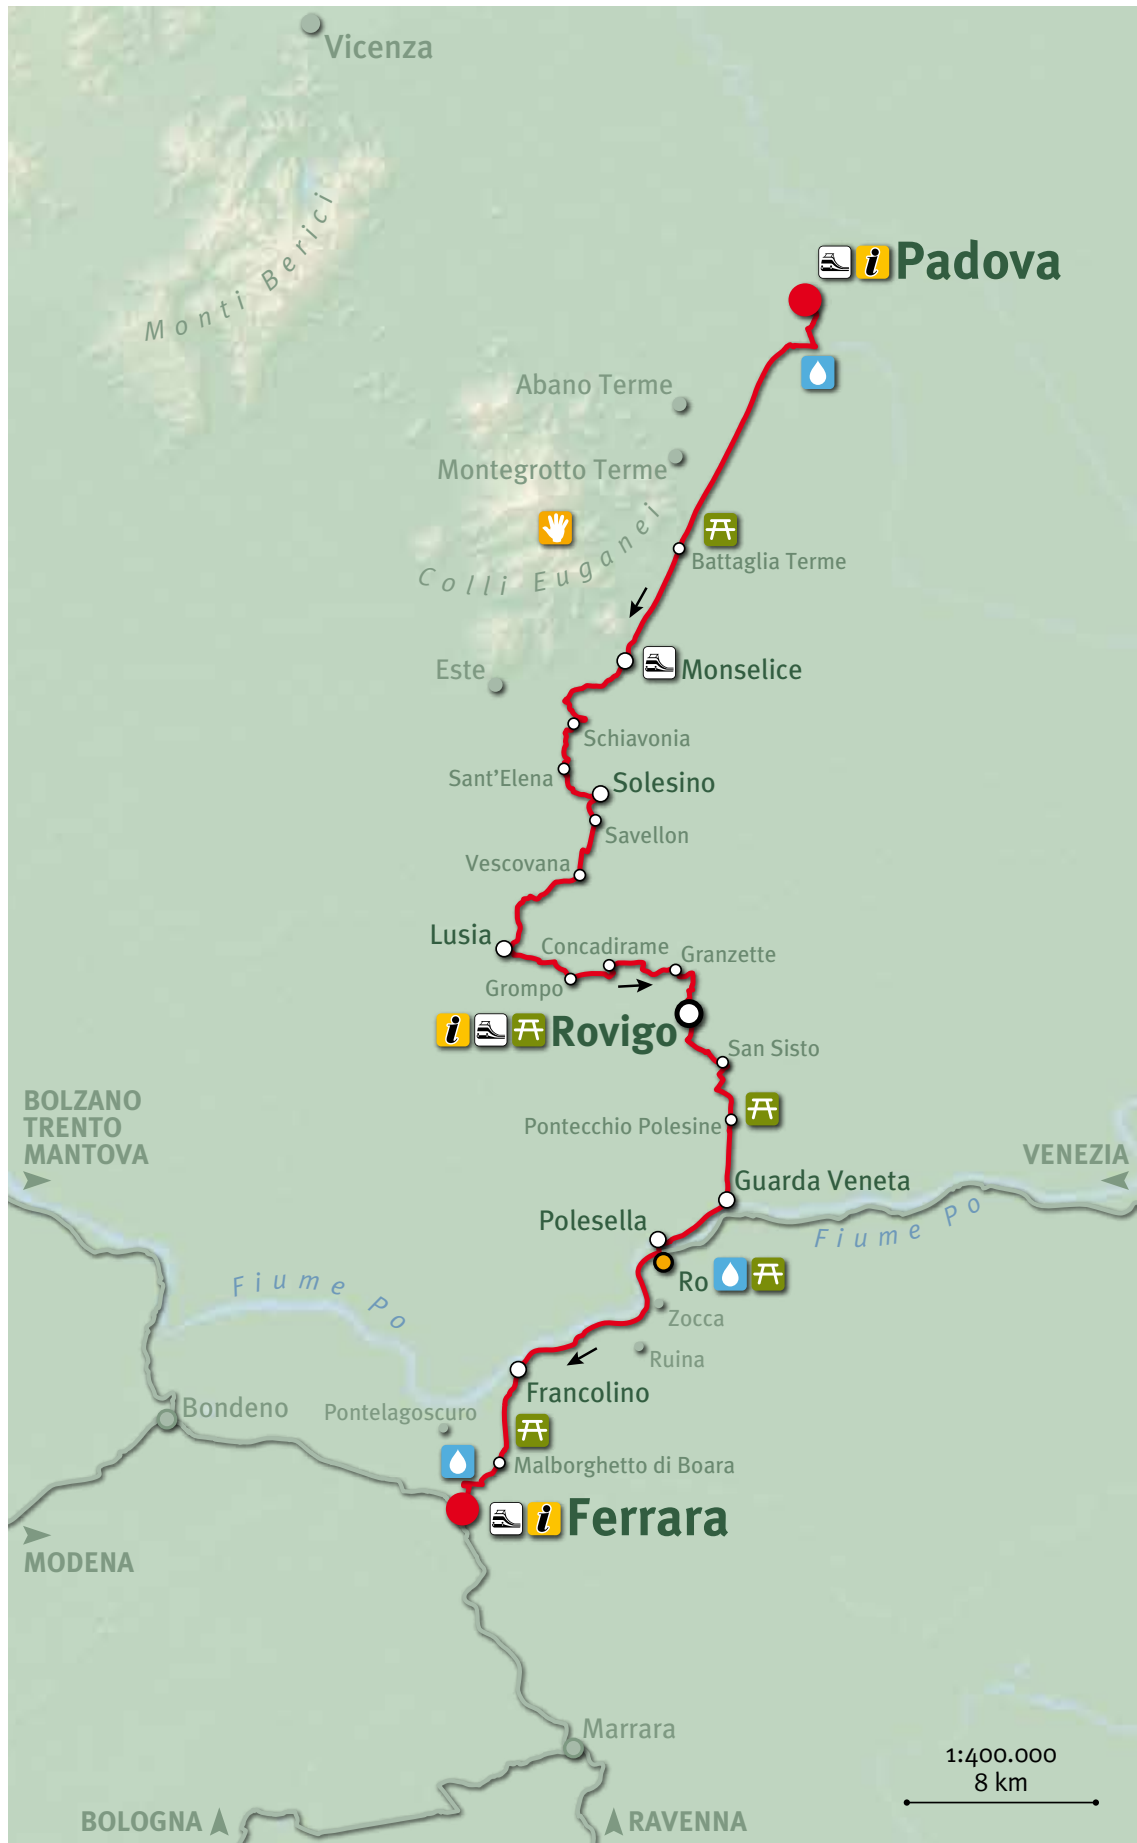 Vicenza
Monti Berici
i Padova
Abano Terme
Montegrotto Terme
Colli Euganei
Battaglia Terme
Este
Monselice
Schiavonia
Sant'Elena
Solesino
Savellon
Vescovana
Lusia
Concadirame
Granzette
Grompo
i Rovigo
San Sisto
BOLZANO
TRENTO
MANTOVA
Pontecchio Polesine
VENEZIA
Guarda Veneta
Polesella
Fiume Po
Ro
Fiume Po
Zocca
Ruina
Francolino
Bondeno
Pontelagoscuro
Malborghetto di Boara
i Ferrara
MODENA
Marrara
1:400.000
8 km
BOLOGNA
RAVENNA